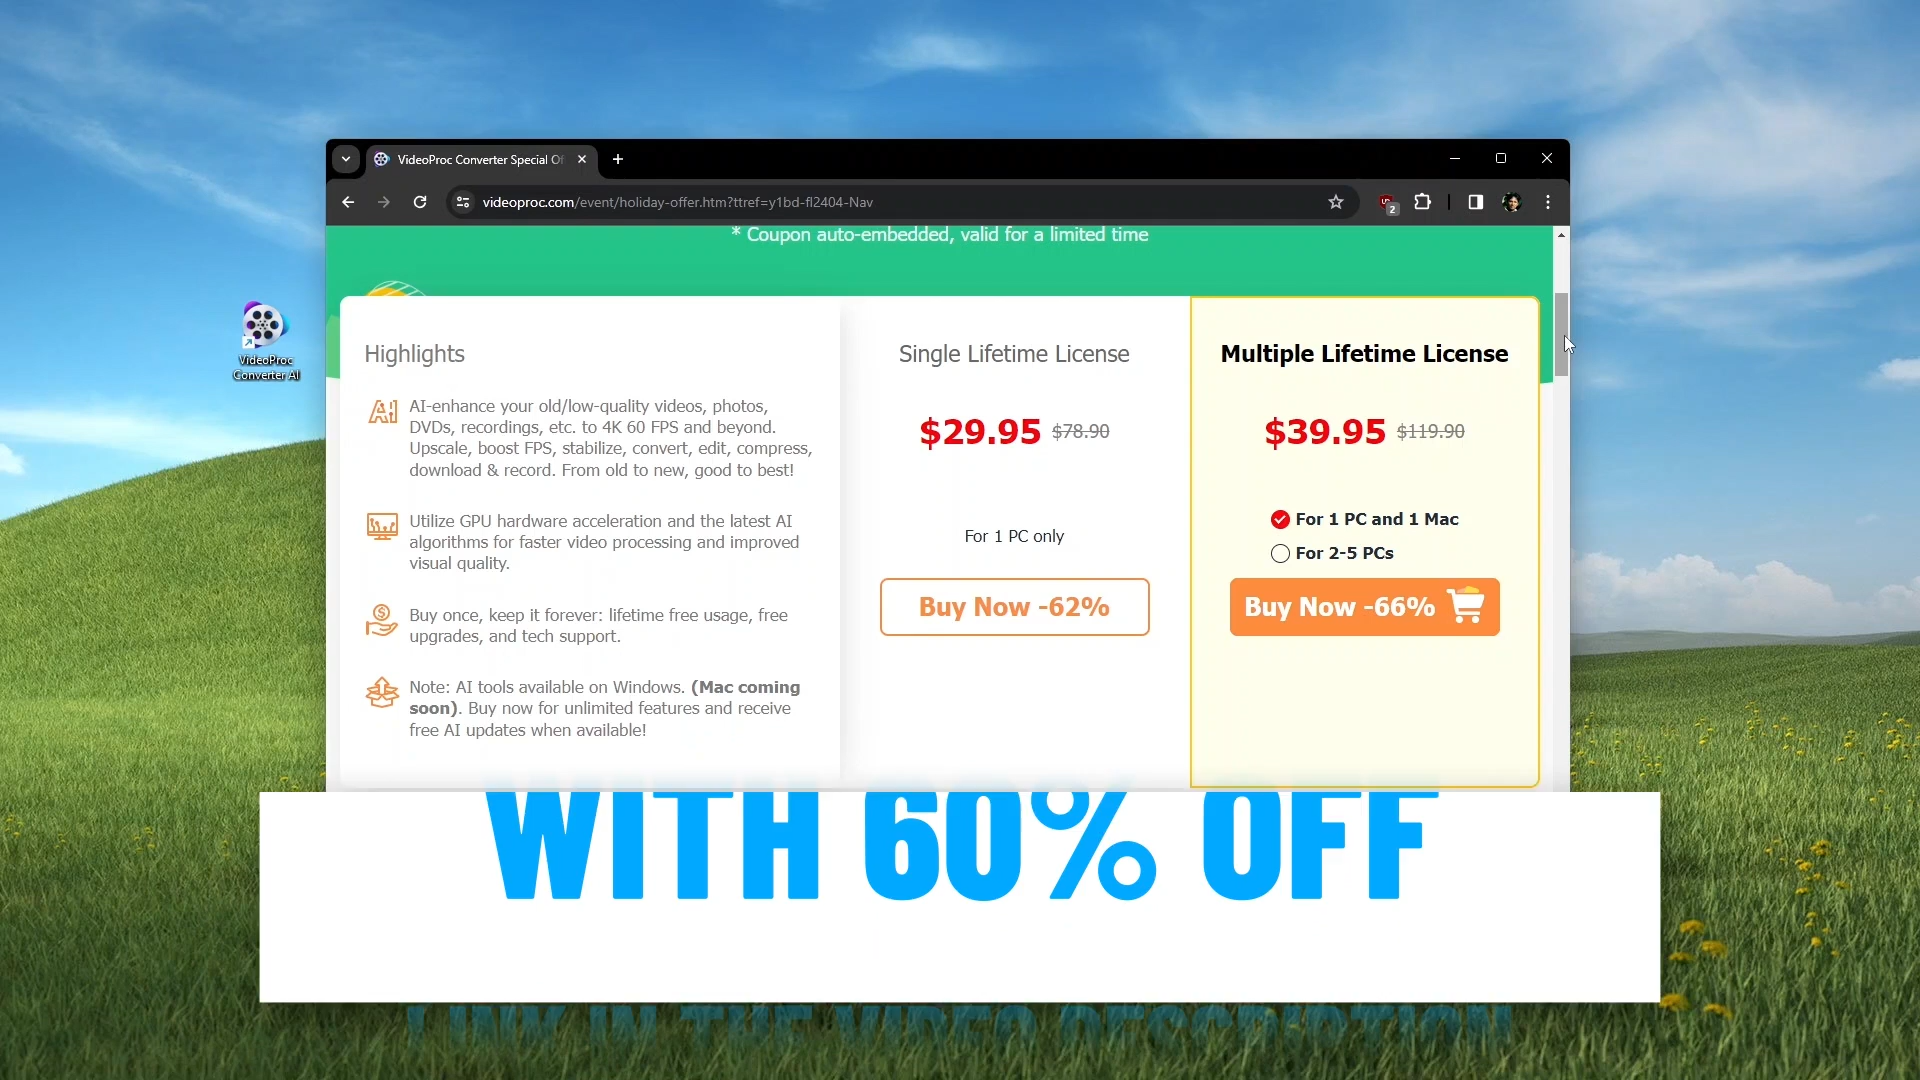 VideoProc Converter Special Of
videoproc.com/event/holiday-offer.htm?ttref=y1bd-fl2404-Nav
2
* Coupon auto-embedded, valid for a limited time
VideoProc
Converter AI
Highlights
AI
AI-enhance your old/low-quality videos, photos,
DVDs, recordings, etc. to 4K 60 FPS and beyond.
Upscale, boost FPS, stabilize, convert, edit, compress,
download & record. From old to new, good to best!
Utilize GPU hardware acceleration and the latest AI
algorithms for faster video processing and improved
visual quality.
Buy once, keep it forever: lifetime free usage, free
upgrades, and tech support.
Note: AI tools available on Windows. (Mac coming
soon). Buy now for unlimited features and receive
free AI updates when available!
Single Lifetime License
$29.95 $78.90
For 1 PC only
Buy Now -62%
Multiple Lifetime License
$39.95 $119.90
For 1 PC and 1 Mac
For 2-5 PCs
Buy Now -66%
WITH 60% OFF
LINK IN THE VIDEO DESCRIPTION